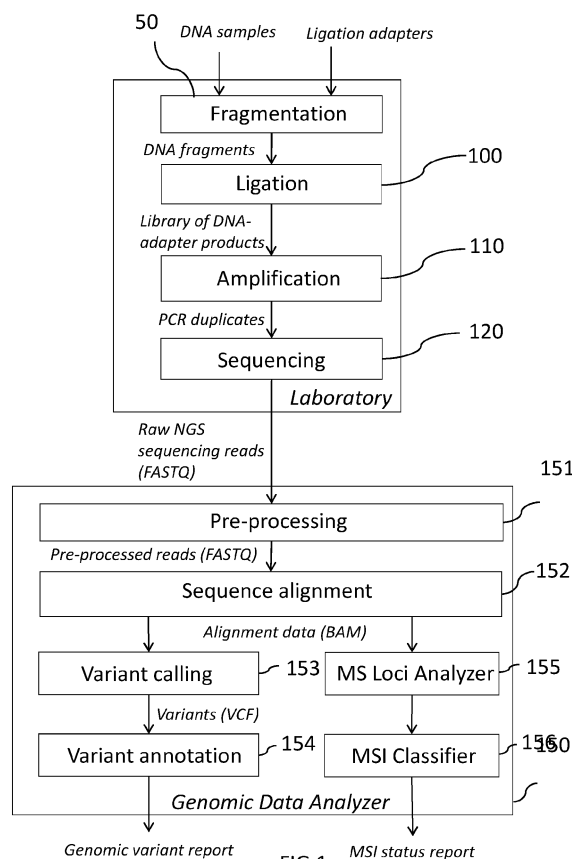 50
DNA samples
Ligation adapters
Fragmentation
DNA fragments
100
Ligation
Library of DNA-
adapter products
110
Amplification
PCR duplicates
120
Sequencing
Laboratory
Raw NGS
sequencing reads
(FASTQ)
151
Pre-processing
Pre-processed reads (FASTQ)
152
Sequence alignment
Alignment data (BAM)
Variant calling
153
MS Loci Analyzer
155
Variants (VCF)
Variant annotation
154
MSI Classifier
156
150
Genomic Data Analyzer
Genomic variant report
FIG 1
MSI status report